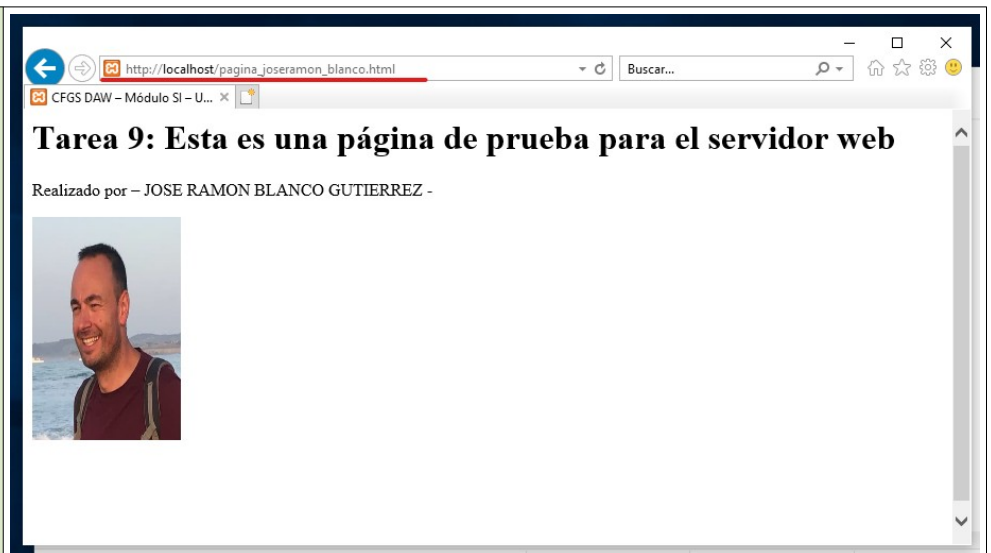 http://localhost/pagina_joseramon_blanco.html
Buscar...
CFGS DAW – Módulo SI – U...
Tarea 9: Esta es una página de prueba para el servidor web
Realizado por – JOSE RAMON BLANCO GUTIERREZ -